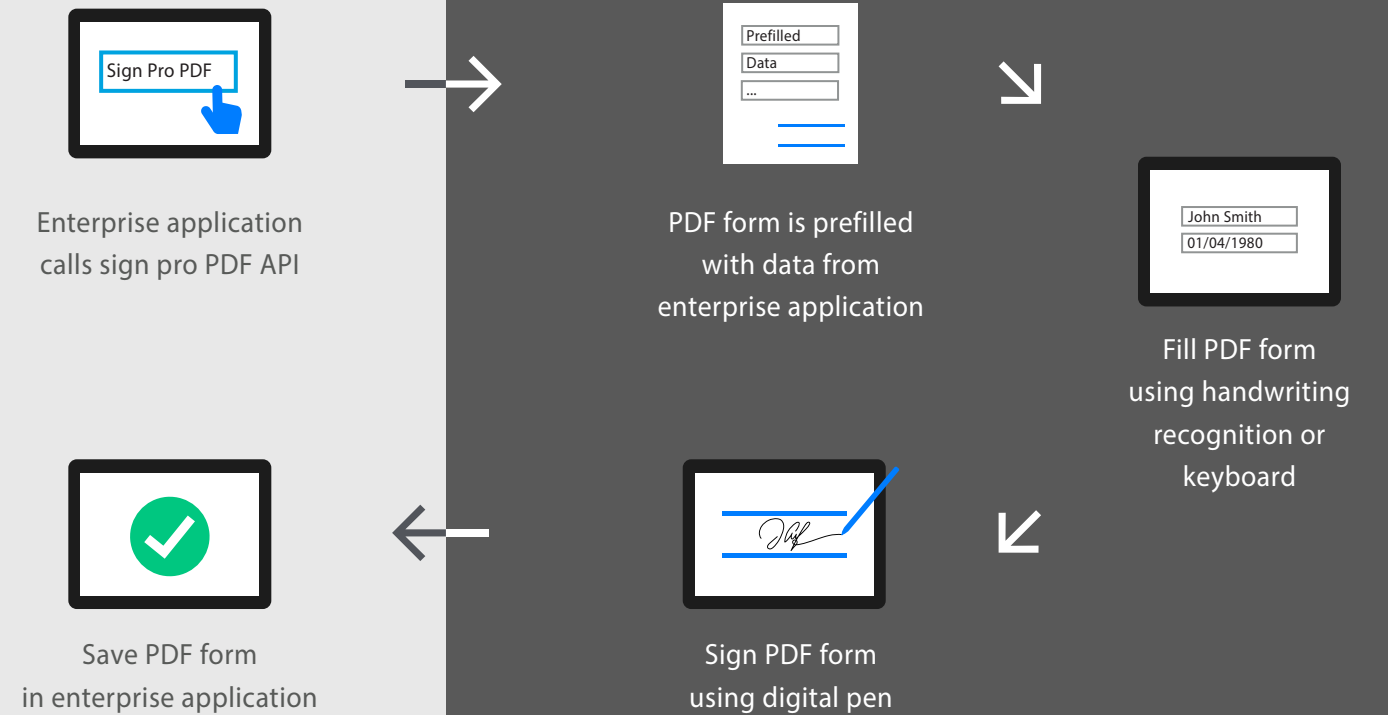 Sign Pro PDF
Enterprise application
calls sign pro PDF API
Prefilled
Data
...
PDF form is prefilled
with data from
enterprise application
John Smith
01/04/1980
Fill PDF form
using handwriting
recognition or
keyboard
Sign PDF form
using digital pen
Save PDF form
in enterprise application